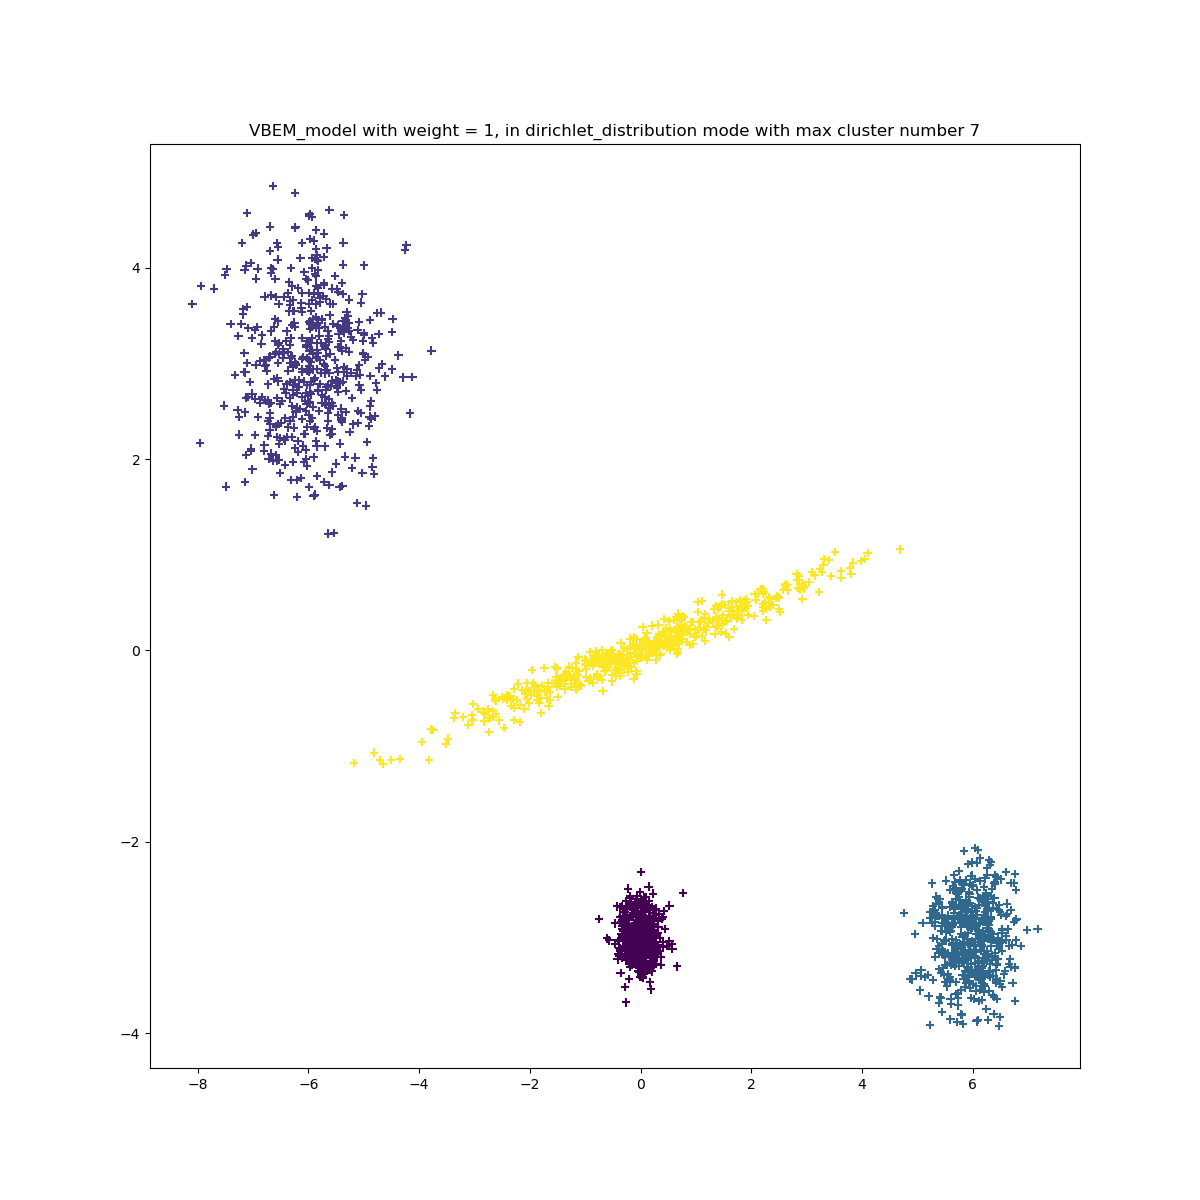 VBEM_model with weight = 1, in dirichlet_distribution mode with max cluster number 7
4
2
0
−2
−4
−8 −6 −4 −2 0 2 4 6